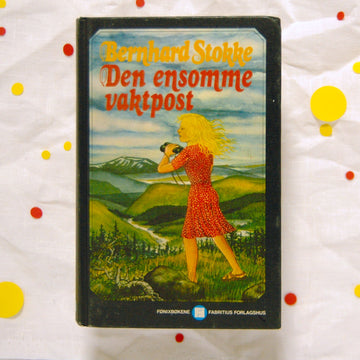 Bernhard Stokke
Den ensomme
vaktpost
FØNIXBØKENE FABRITIUS FORLAGSHUS